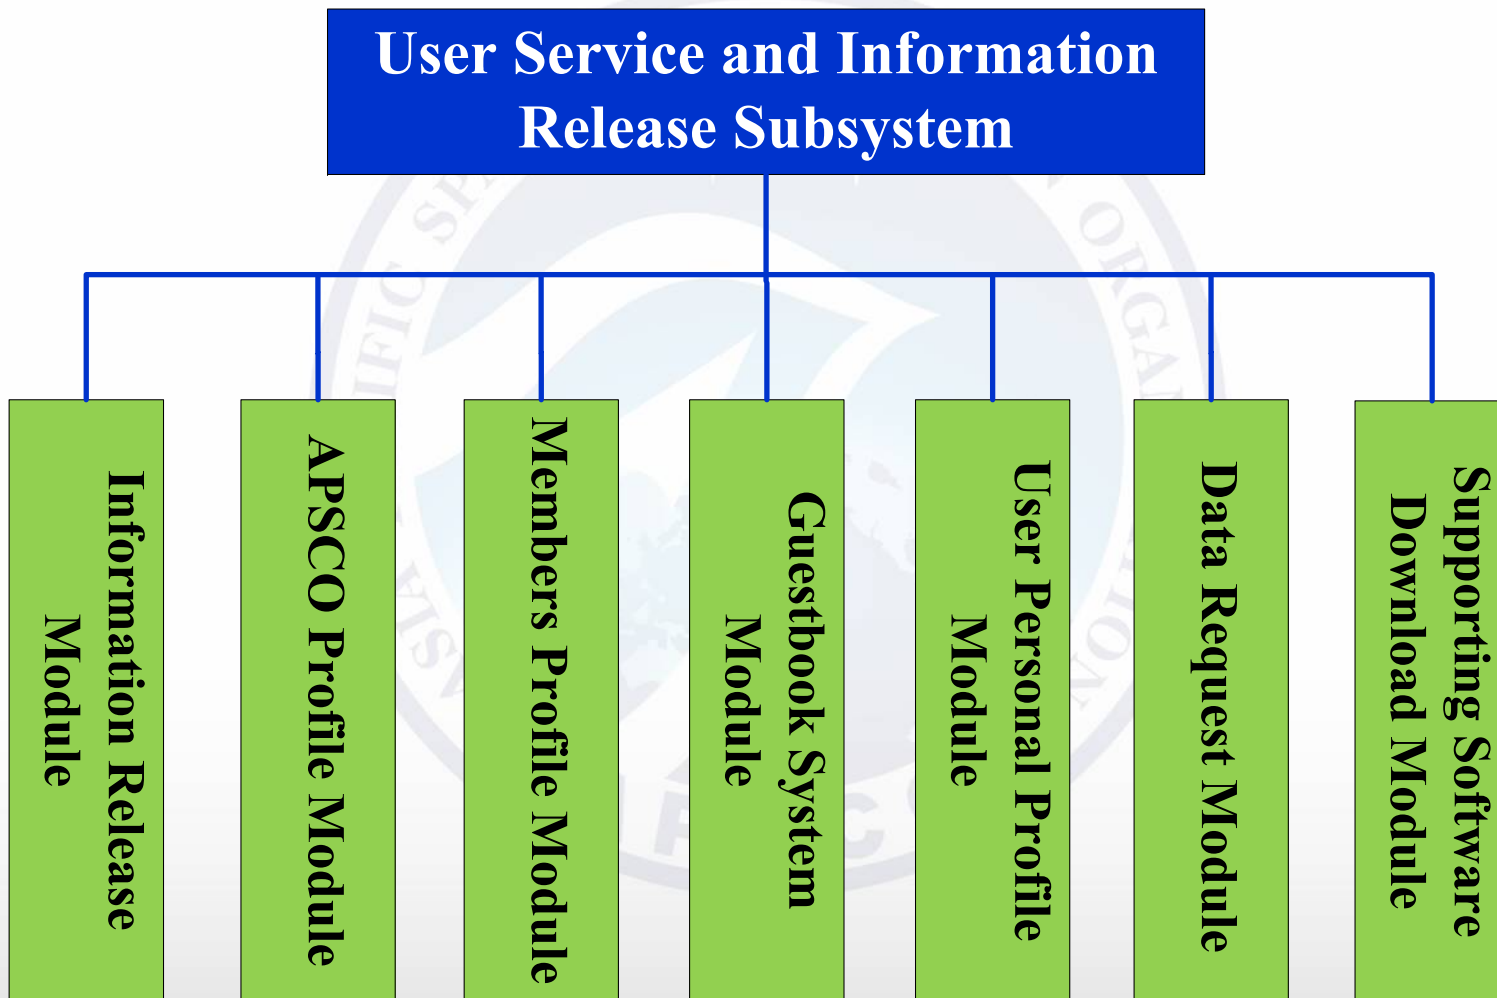 User Service and Information
Release Subsystem
Information Release
Module
APSCO Profile Module
Members Profile Module
Guestbook System
Module
User Personal Profile
Module
Data Request Module
Supporting Software
Download Module